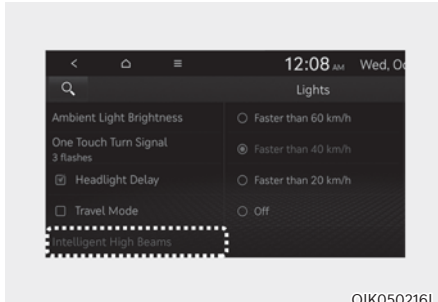 12:08 AM Wed, Oc
Lights
Ambient Light Brightness
Faster than 60 km/h
One Touch Turn Signal
3 flashes
Faster than 40 km/h
Headlight Delay
Faster than 20 km/h
Travel Mode
Off
Intelligent High Beams
OIK050216L